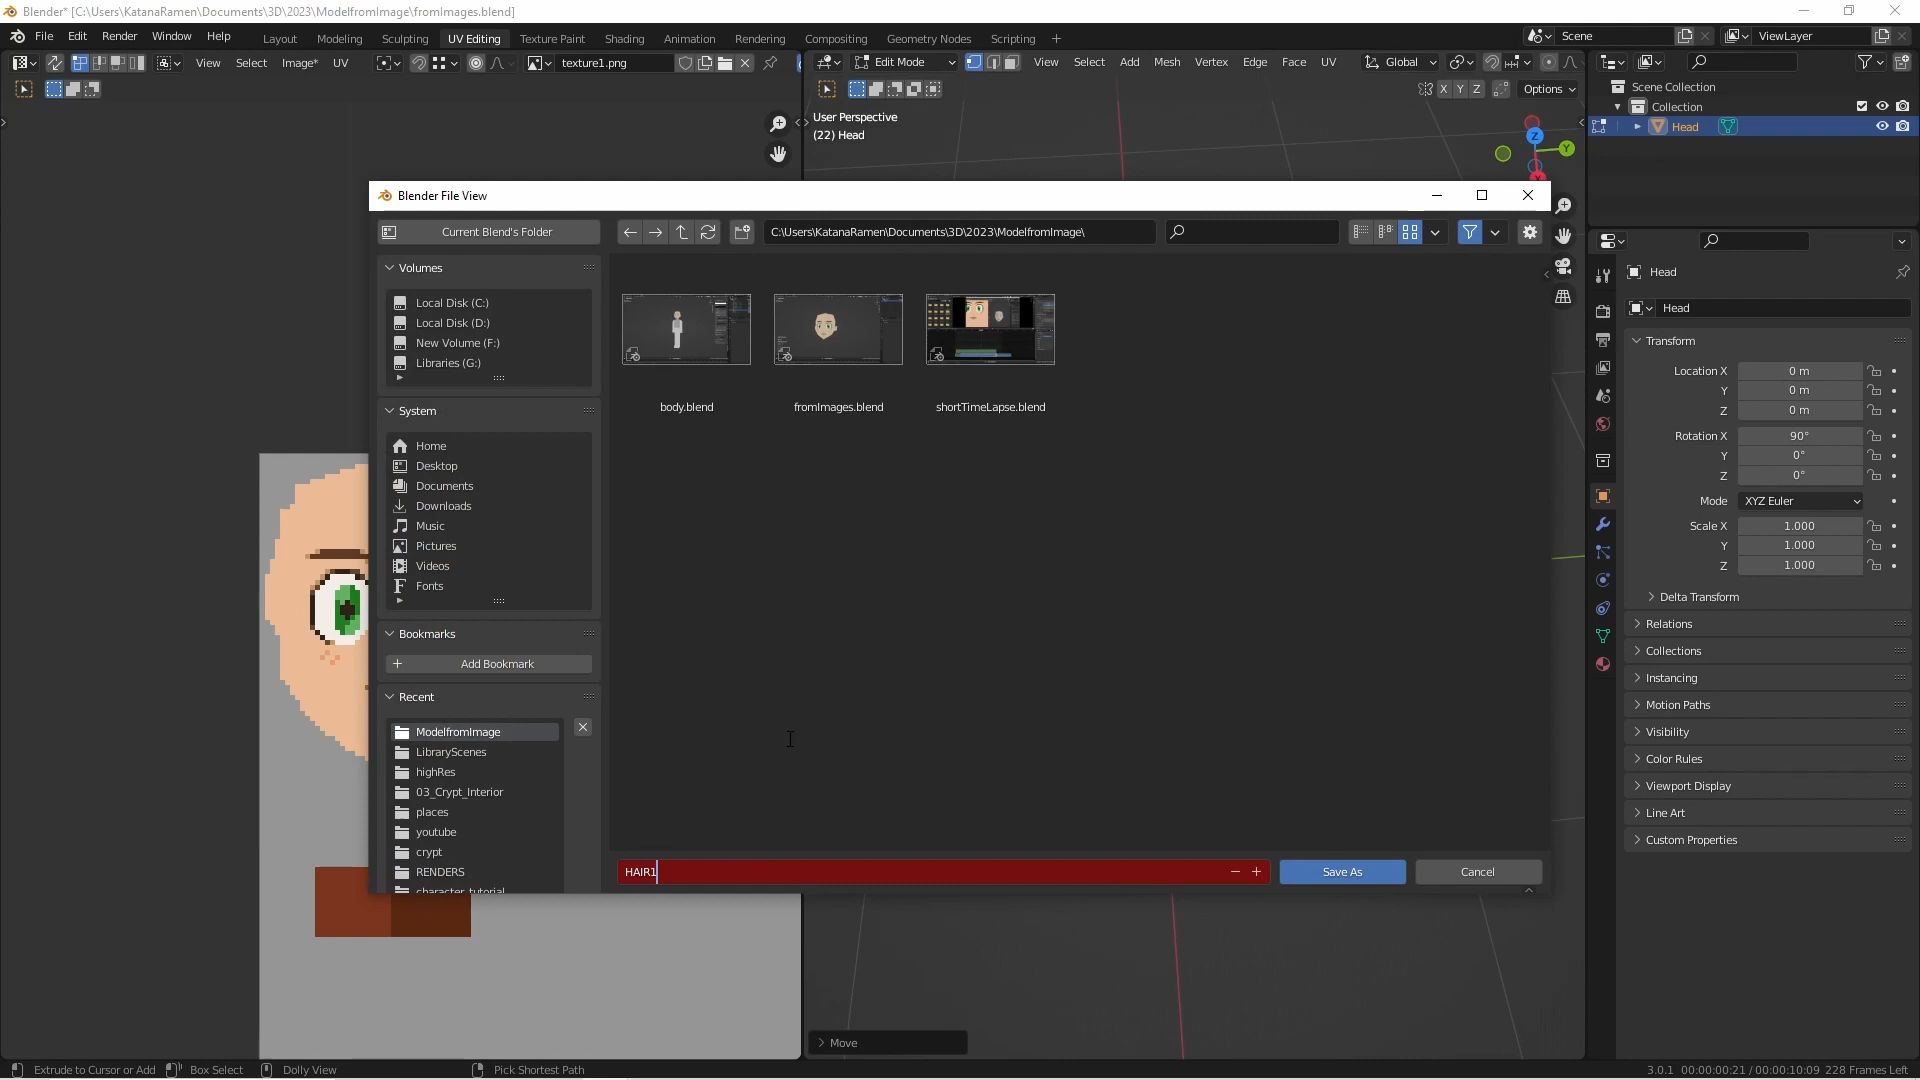 Blender* [C:\Users\KatanaRamen\Documents\3D\2023\ModelfromImage\fromImages.blend]
File Edit Render Window Help Layout Modeling Sculpting UV Editing Texture Paint Shading Animation Rendering Compositing Geometry Nodes Scripting + Scene ViewLayer
View Select Image* UV texture1.png Edit Mode View Select Add Mesh Vertex Edge Face UV Global
X Y Z Options
User Perspective
(22) Head
Z
Y
Scene Collection
Collection
Head
Blender File View
Current Blend's Folder
C:\Users\KatanaRamen\Documents\3D\2023\ModelfromImage\
Volumes
Local Disk (C:)
Local Disk (D:)
New Volume (F:)
Libraries (G:)
System
Home
Desktop
Documents
Downloads
Music
Pictures
Videos
Fonts
Bookmarks
Add Bookmark
Recent
ModelfromImage
LibraryScenes
highRes
03_Crypt_Interior
places
youtube
crypt
RENDERS
character_tutorial
body.blend
fromImages.blend
shortTimeLapse.blend
HAIR1
Save As
Cancel
Head
Head
Transform
Location X 0 m
Y 0 m
Z 0 m
Rotation X 90°
Y 0°
Z 0°
Mode XYZ Euler
Scale X 1.000
Y 1.000
Z 1.000
Delta Transform
Relations
Collections
Instancing
Motion Paths
Visibility
Color Rules
Viewport Display
Line Art
Custom Properties
Move
Extrude to Cursor or Add Box Select Dolly View Pick Shortest Path 3.0.1 00:00:00:21 / 00:00:10:09 228 Frames Left